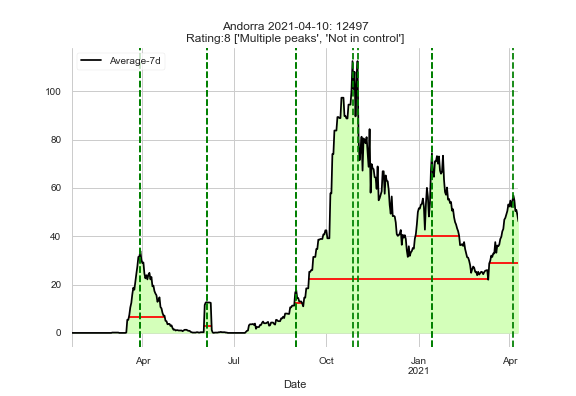 Andorra 2021-04-10: 12497
Rating:8 ['Multiple peaks', 'Not in control']
Average-7d
100
80
60
40
20
0
Apr
Jul
Oct
Jan
2021
Apr
Date